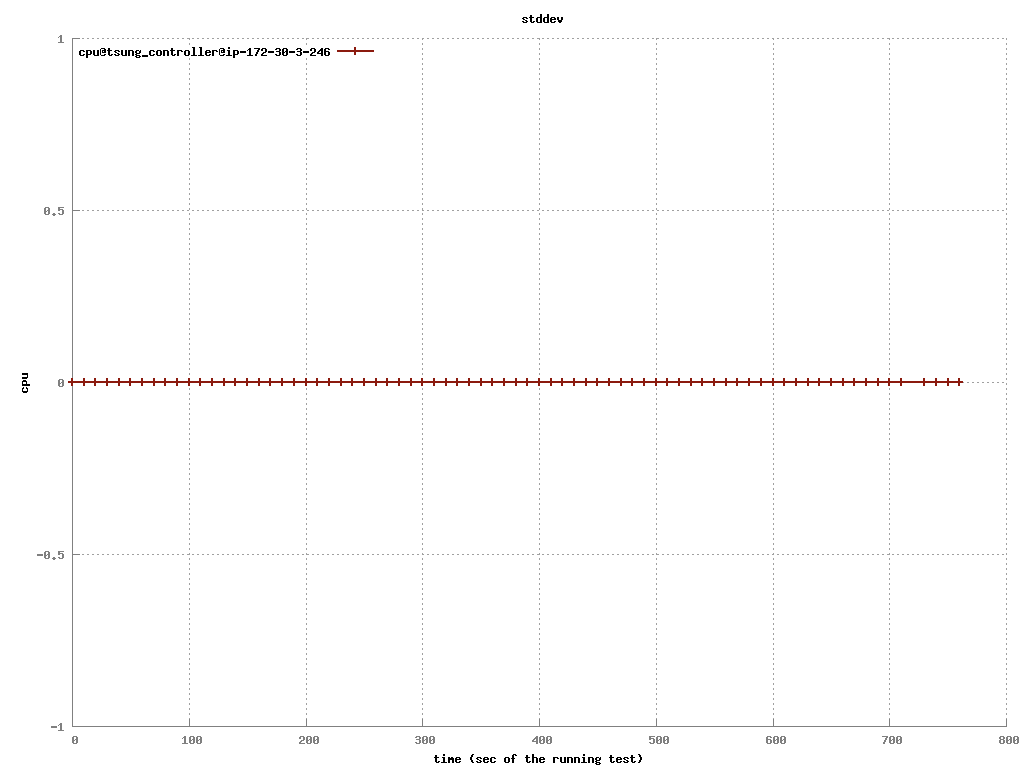 stddev
1
cpu@tsung_controller@ip-172-30-3-246
0.5
cpu
0
-0.5
-1
0 100 200 300 400 500 600 700 800
time (sec of the running test)